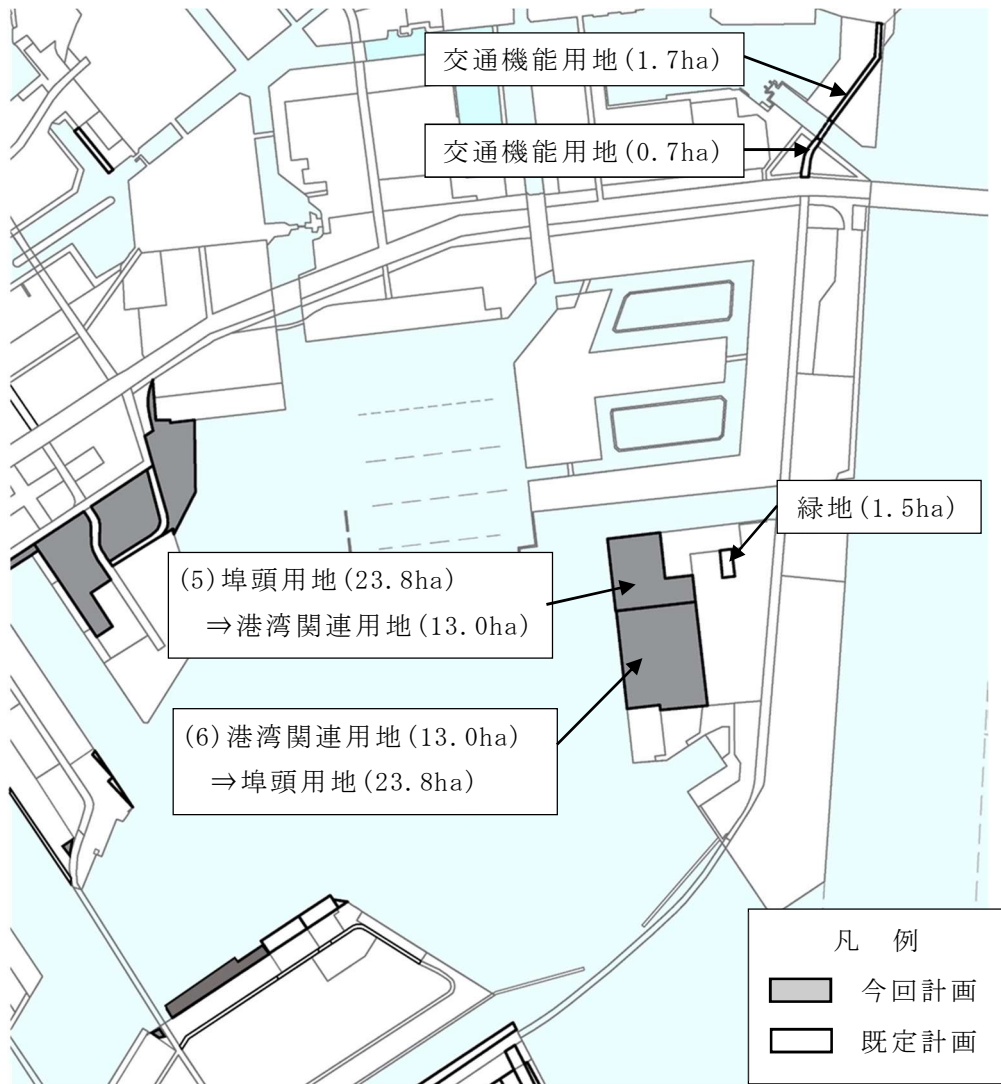 交通機能用地(1.7ha)
交通機能用地(0.7ha)
緑地(1.5ha)
(5)埠頭用地(23.8ha)
⇒港湾関連用地(13.0ha)
(6)港湾関連用地(13.0ha)
⇒埠頭用地(23.8ha)
凡 例
今回計画
既定計画